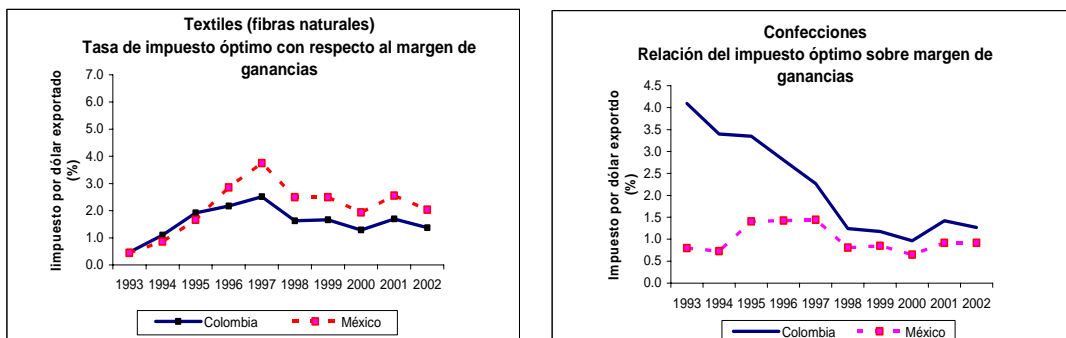 Textiles (fibras naturales)
Tasa de impuesto óptimo con respecto al margen de
ganancias
Iimpuesto por dólar exportado
(%)
7.0
6.0
5.0
4.0
3.0
2.0
1.0
0.0
1993 1994 1995 1996 1997 1998 1999 2000 2001 2002
Colombia México
Confecciones
Relación del impuesto óptimo sobre margen de
ganancias
Impuesto por dólar exportdo
(%)
4.5
4.0
3.5
3.0
2.5
2.0
1.5
1.0
0.5
0.0
1993 1994 1995 1996 1997 1998 1999 2000 2001 2002
Colombia México